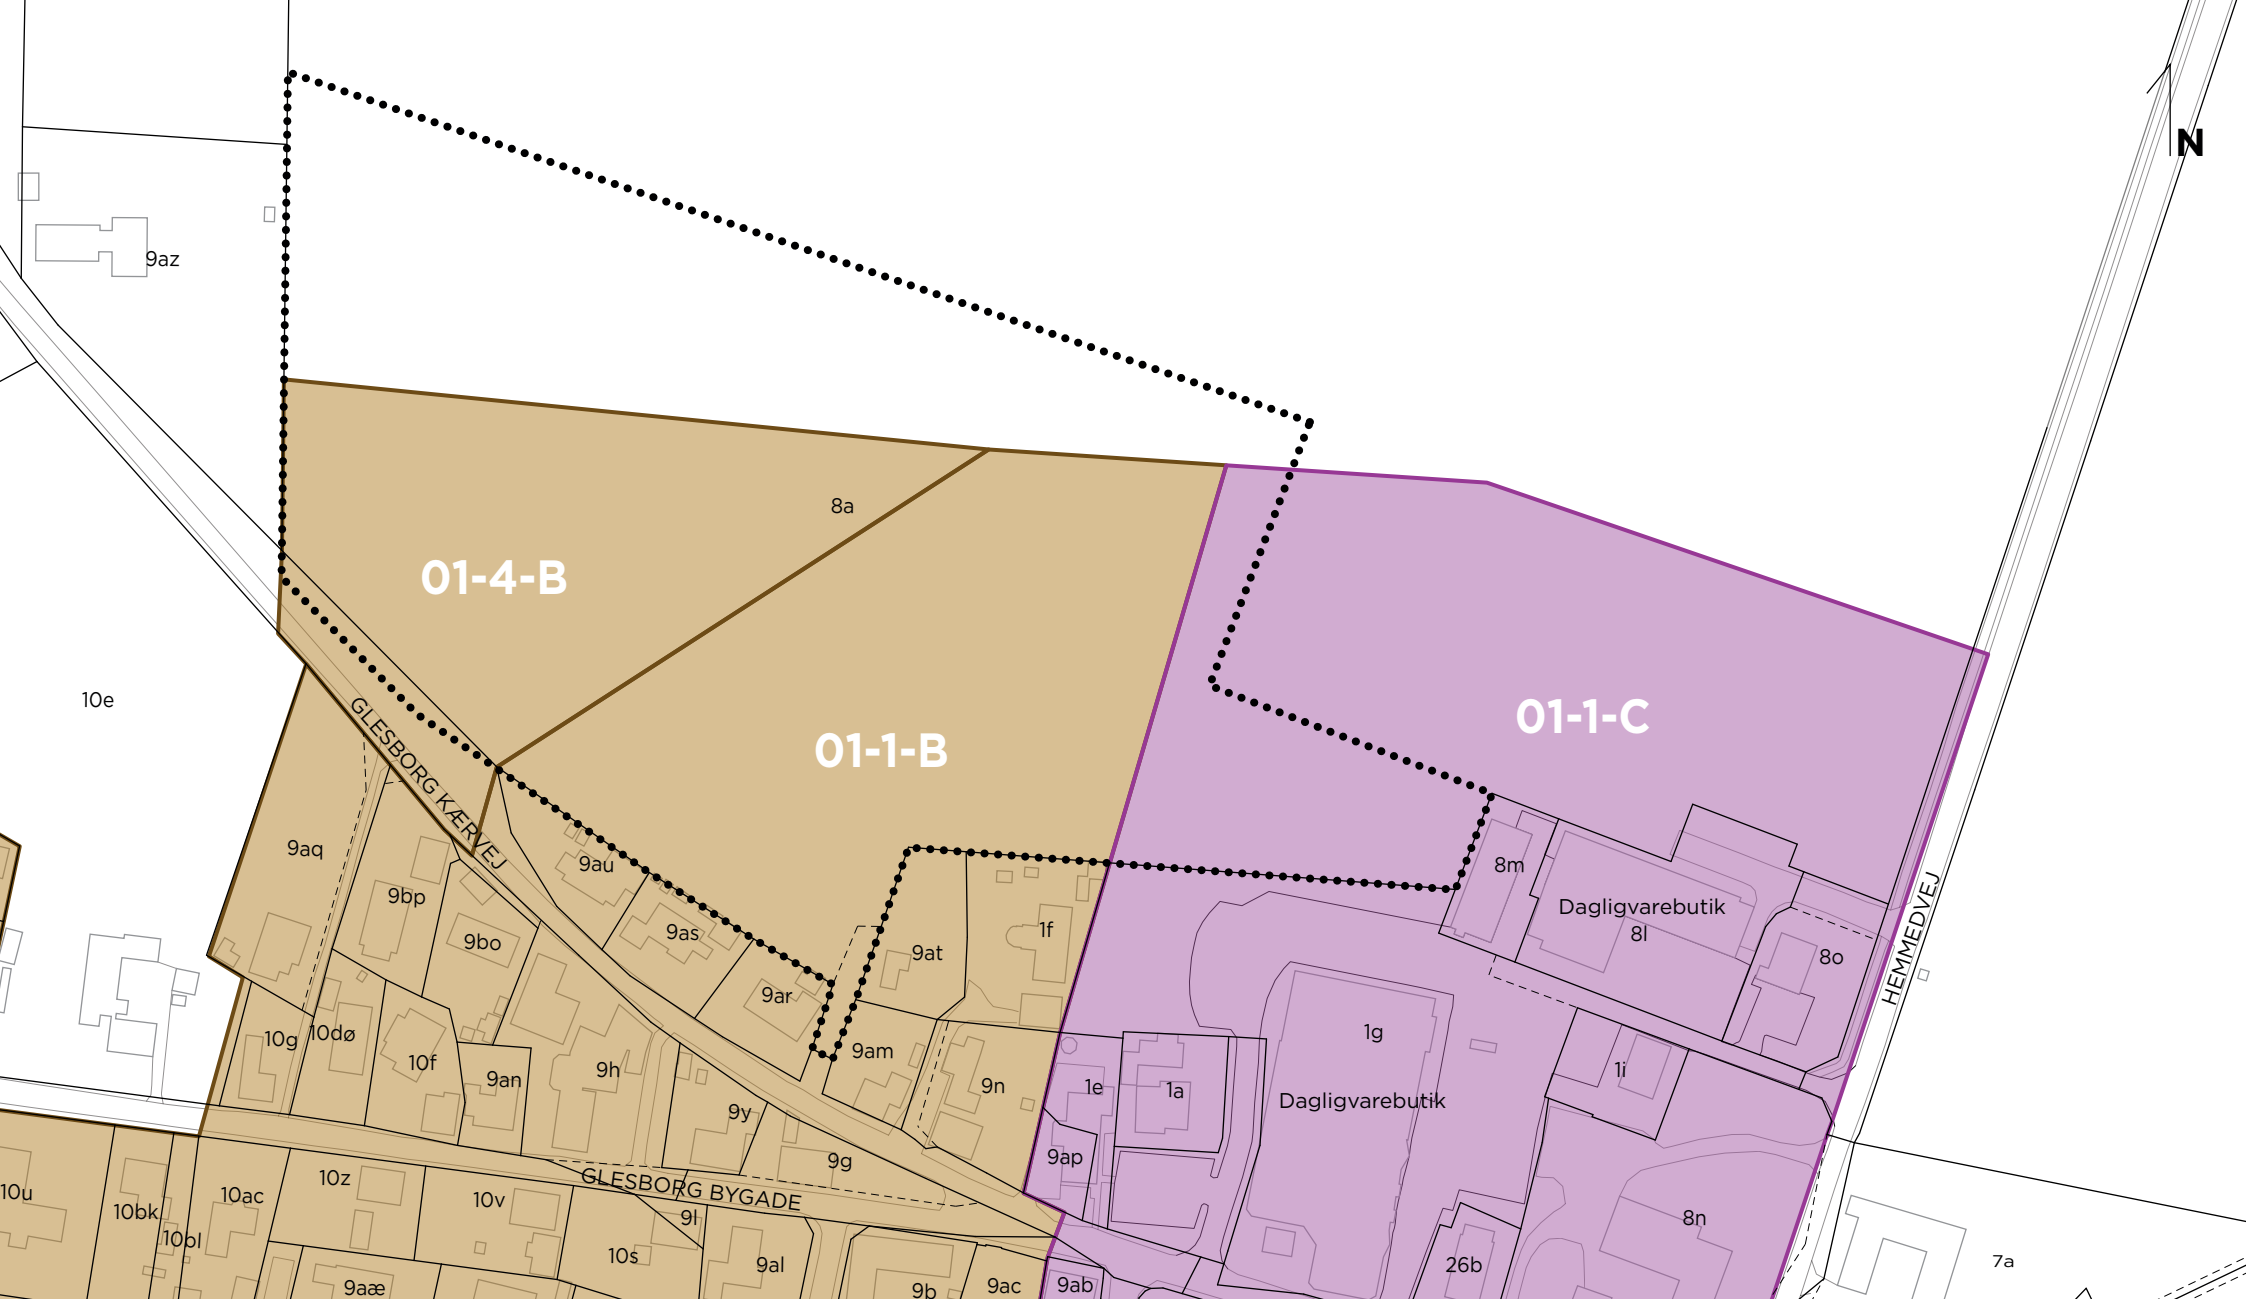 N
9az
8a
01-4-B
10e
01-1-C
01-1-B
GLESBORG KÆRVEJ
9aq
9au
8m
9bp
Dagligvarebutik
8l
9as
1f
9bo
9at
8o
HEMMEDVEJ
9ar
10dø
10g
1g
9am
10f
9h
1i
9an
9n
1e
1a
Dagligvarebutik
9y
9ap
9g
10z
GLESBORG BYGADE
10u
10ac
10v
10bk
9l
8n
10bl
10s
9al
26b
7a
9aæ
9b
9ac
9ab